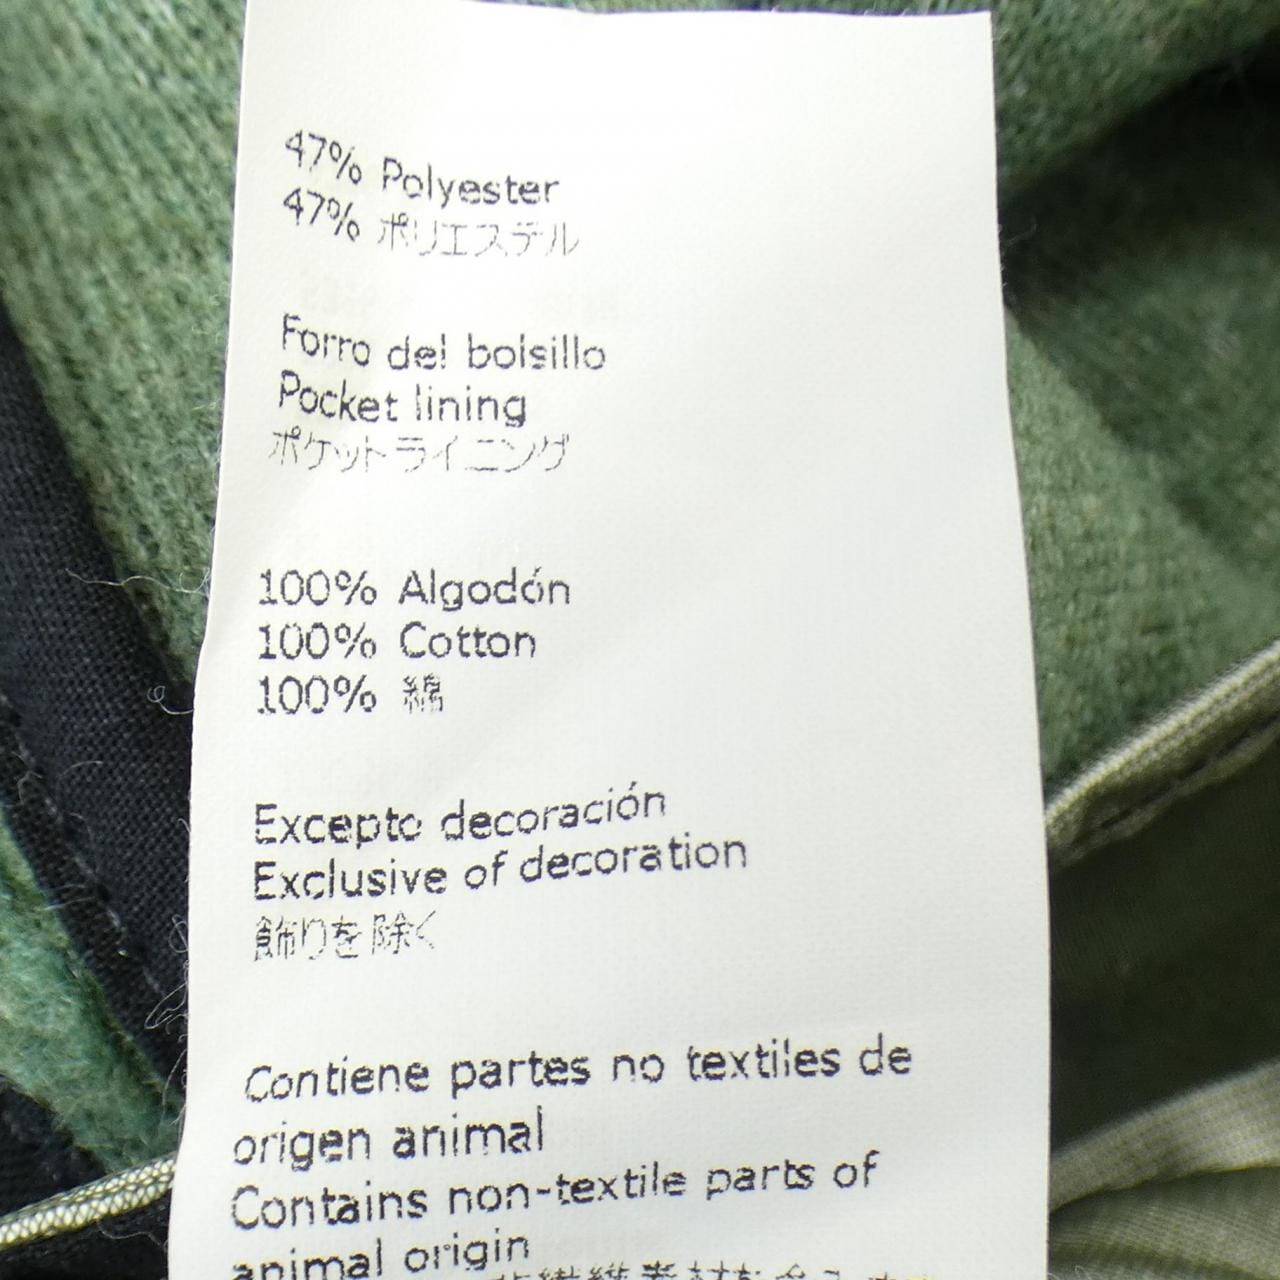 47% Polyester
47% ポリエステル
Forro del bolsillo
Pocket lining
ポケットライニング
100% Algodón
100% Cotton
100% 綿
Excepto decoración
Exclusive of decoration
飾りを除く
Contiene partes no textiles de
origen animal
Contains non-textile parts of
animal origin